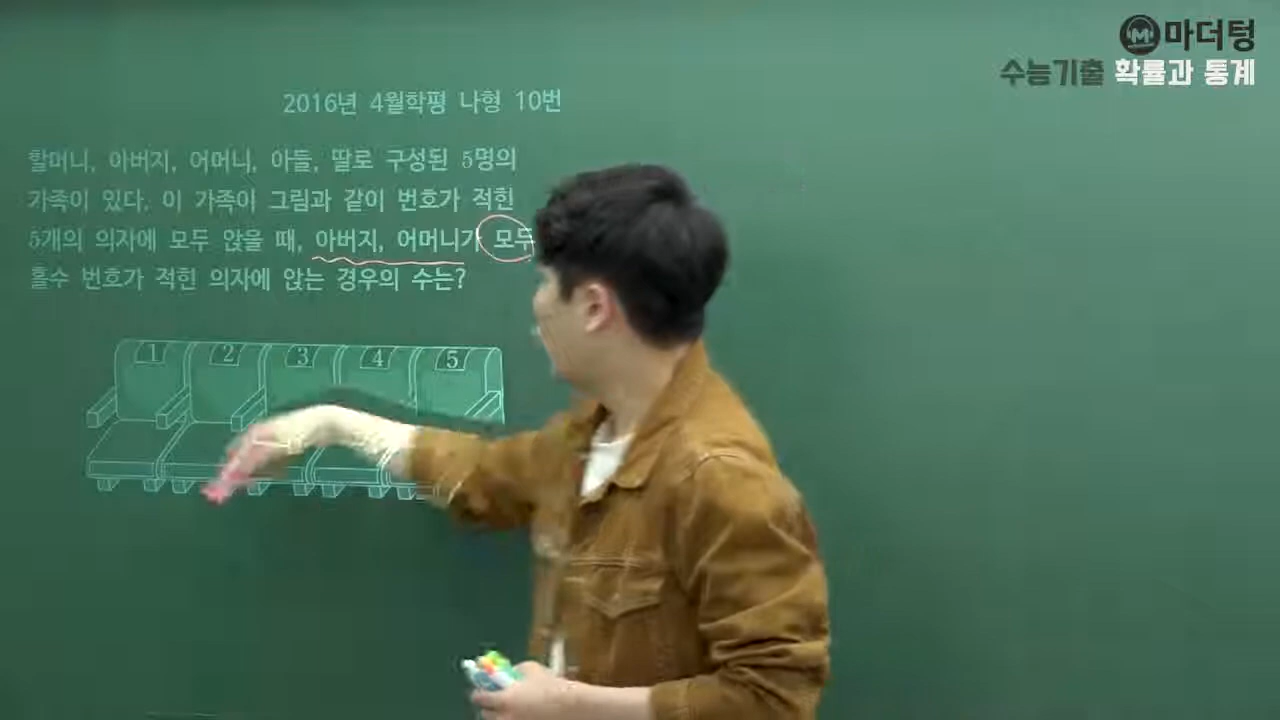 마더텅
수능기출 확률과 통계
2016년 4월학평 나형 10번
할머니, 아버지, 어머니, 아들, 딸로 구성된 5명의
가족이 있다. 이 가족이 그림과 같이 번호가 적힌
5개의 의자에 모두 앉을 때, 아버지, 어머니가 모두
홀수 번호가 적힌 의자에 앉는 경우의 수는?
1 2 3 4 5